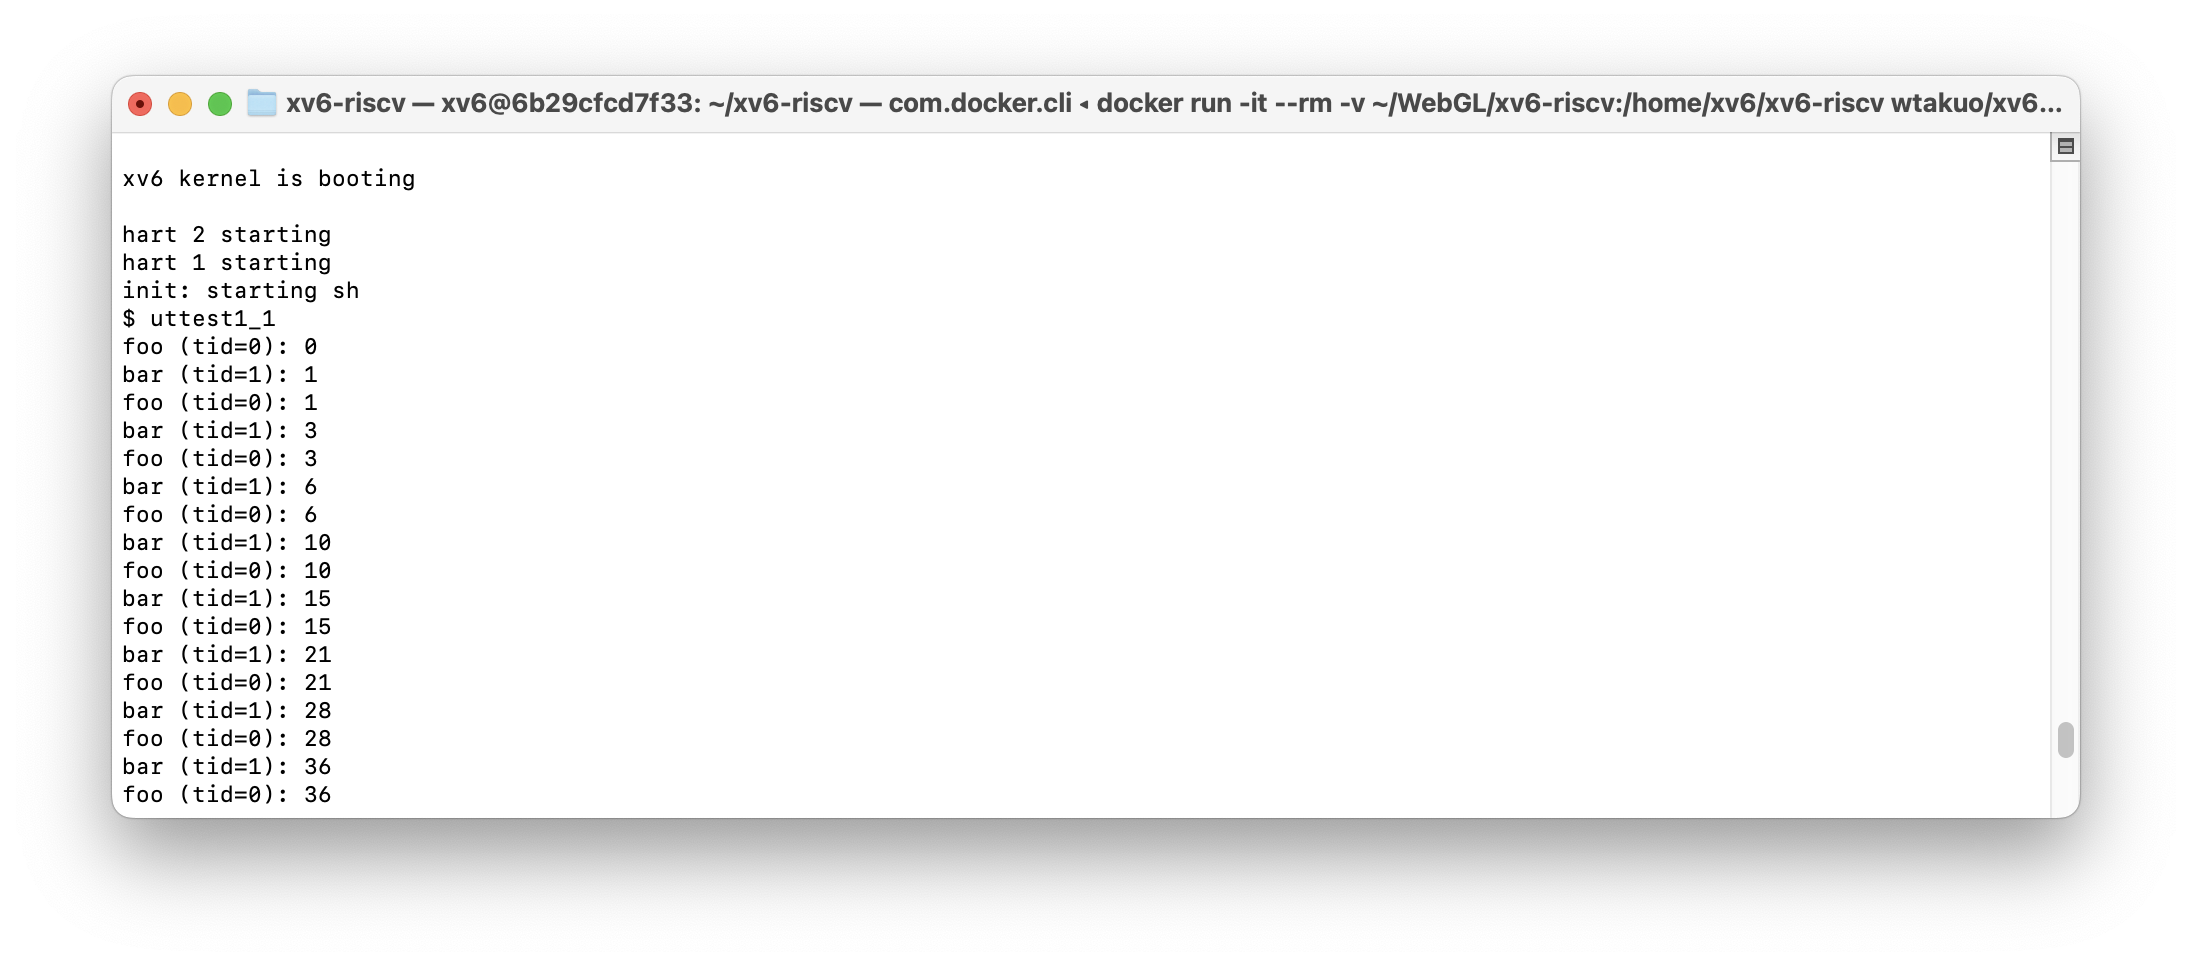 xv6-riscv — xv6@6b29cfcd7f33: ~/xv6-riscv — com.docker.cli ◂ docker run -it --rm -v ~/WebGL/xv6-riscv:/home/xv6/xv6-riscv wtakuo/xv6...
xv6 kernel is booting
hart 2 starting
hart 1 starting
init: starting sh
$ uttest1_1
foo (tid=0): 0
bar (tid=1): 1
foo (tid=0): 1
bar (tid=1): 3
foo (tid=0): 3
bar (tid=1): 6
foo (tid=0): 6
bar (tid=1): 10
foo (tid=0): 10
bar (tid=1): 15
foo (tid=0): 15
bar (tid=1): 21
foo (tid=0): 21
bar (tid=1): 28
foo (tid=0): 28
bar (tid=1): 36
foo (tid=0): 36